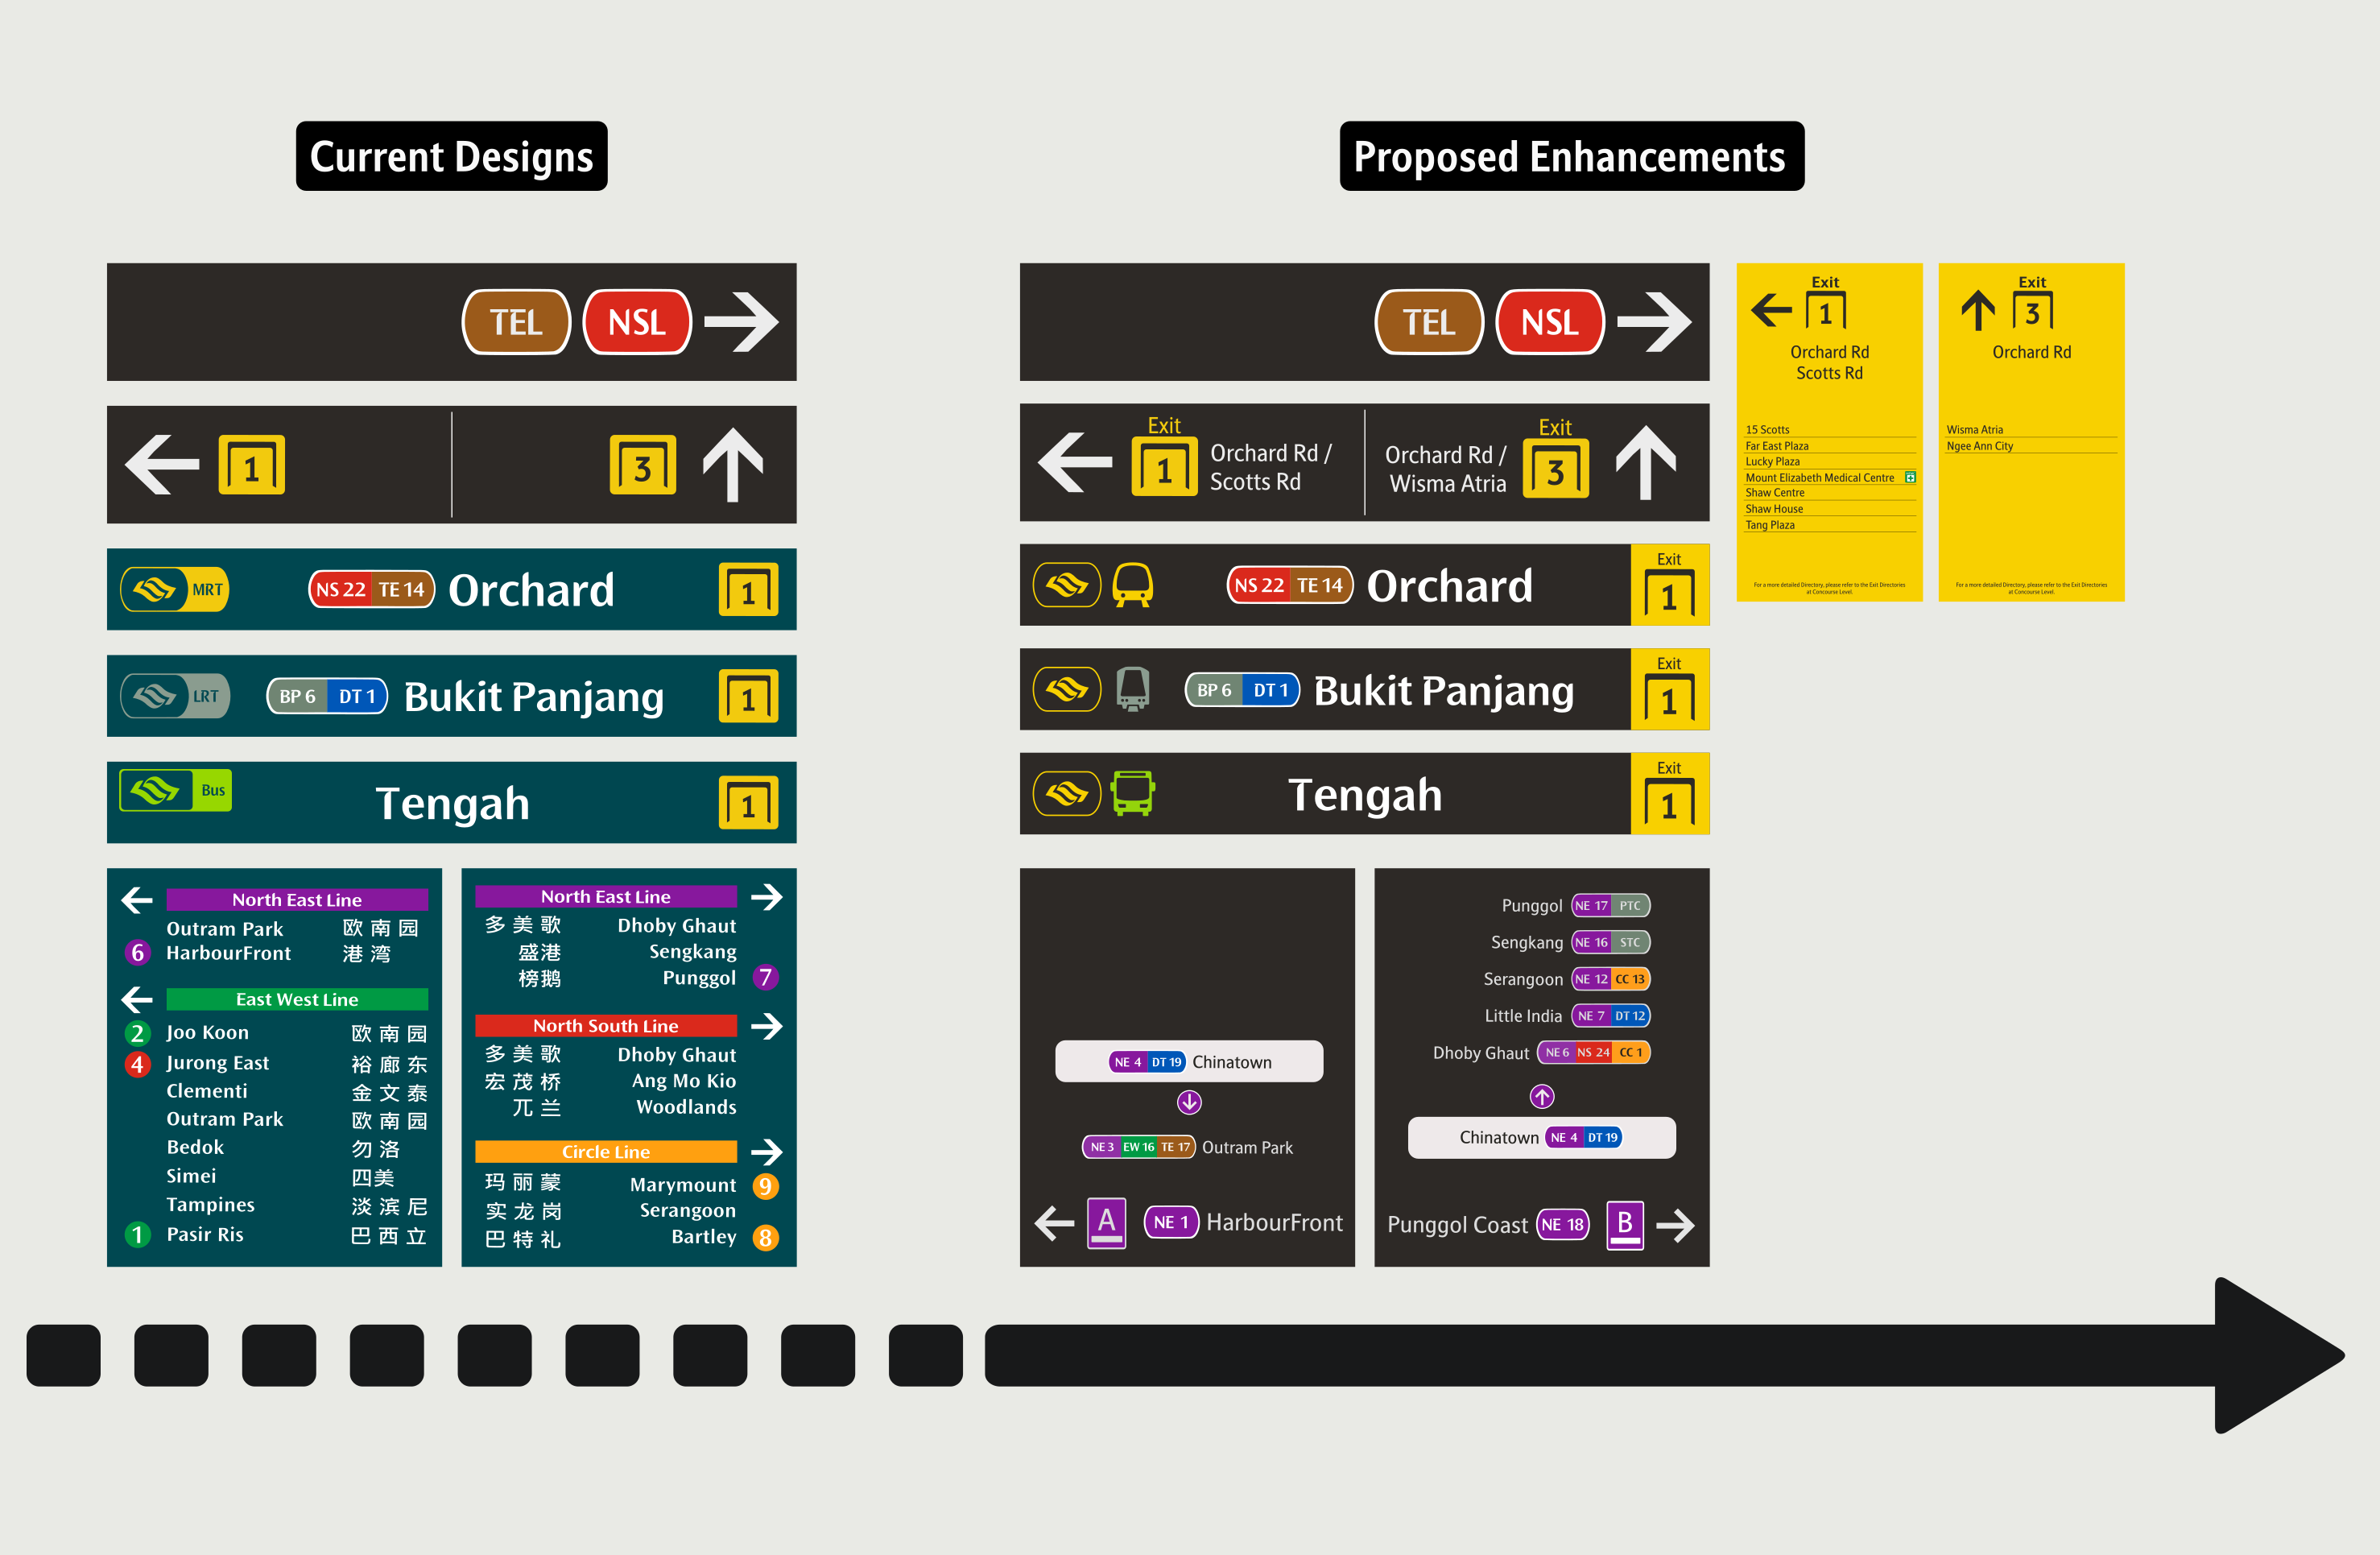 Current Designs
Proposed Enhancements
TEL NSL
1
3
MRT NS 22 TE 14 Orchard 1
LRT BP 6 DT 1 Bukit Panjang 1
Bus Tengah 1
North East Line
Outram Park 欧南园
6 HarbourFront 港湾
East West Line
2 Joo Koon 欧南园
4 Jurong East 裕廊东
Clementi 金文泰
Outram Park 欧南园
Bedok 勿洛
Simei 四美
Tampines 淡滨尼
1 Pasir Ris 巴西立
North East Line
多美歌 Dhoby Ghaut
盛港 Sengkang
榜鹅 Punggol 7
North South Line
多美歌 Dhoby Ghaut
宏茂桥 Ang Mo Kio
兀兰 Woodlands
Circle Line
玛丽蒙 Marymount 9
实龙岗 Serangoon
巴特礼 Bartley 8
TEL NSL
Exit
1
Orchard Rd /
Scotts Rd
Orchard Rd /
Wisma Atria
Exit
3
NS 22 TE 14 Orchard
Exit
1
BP 6 DT 1 Bukit Panjang
Exit
1
Tengah
Exit
1
NE 4 DT 19 Chinatown
NE 3 EW 16 TE 17 Outram Park
A NE 1 HarbourFront
Punggol NE 17 PTC
Sengkang NE 16 STC
Serangoon NE 12 CC 13
Little India NE 7 DT 12
Dhoby Ghaut NE 6 NS 24 CC 1
Chinatown NE 4 DT 19
Punggol Coast NE 18 B
Exit
1
Orchard Rd
Scotts Rd
15 Scotts
Far East Plaza
Lucky Plaza
Mount Elizabeth Medical Centre
Shaw Centre
Shaw House
Tang Plaza
For a more detailed Directory, please refer to the Exit Directories
at Concourse Level.
Exit
3
Orchard Rd
Wisma Atria
Ngee Ann City
For a more detailed Directory, please refer to the Exit Directories
at Concourse Level.